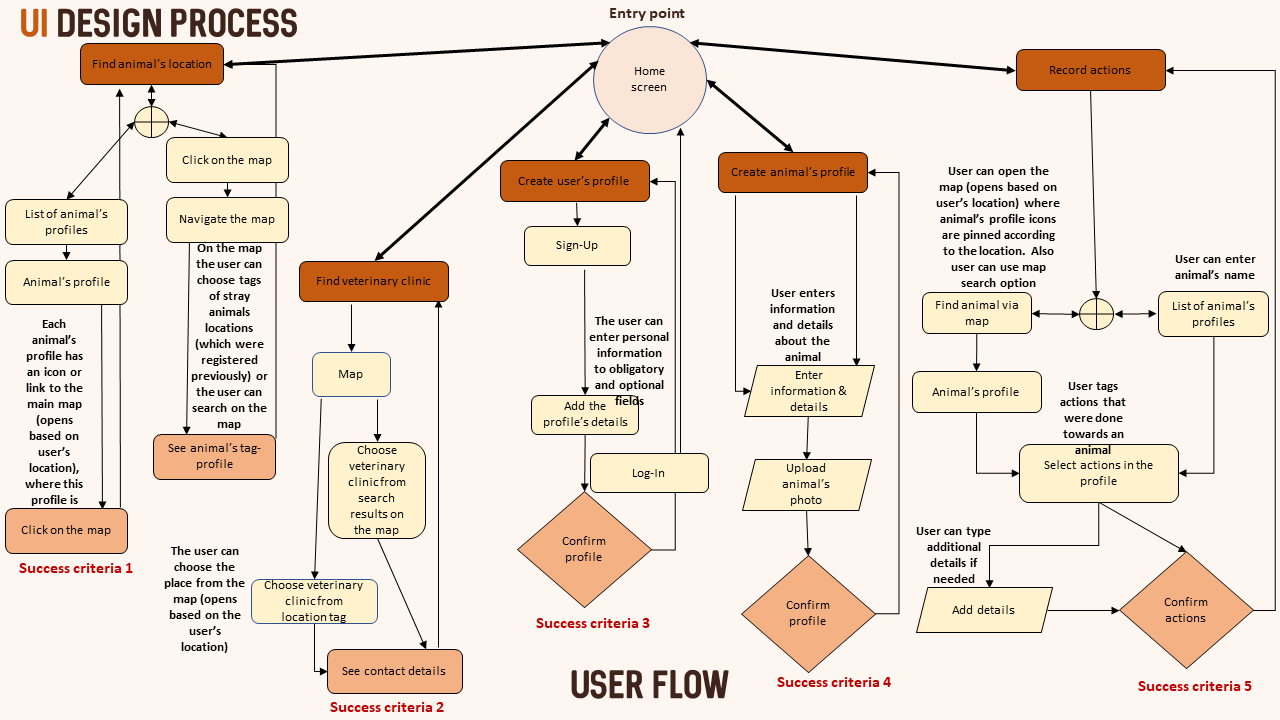 UI DESIGN PROCESS
Entry point
Home
screen
Find animal's location
Click on the map
Navigate the map
On the map
the user can
choose tags
of stray
animals
locations
(which were
registered
previously) or
the user can
search on the
map
See animal's tag-
profile
List of animal's
profiles
Animal's profile
Each
animal's
profile has
an icon or
link to the
main map
(opens
based on
user's
location),
where this
profile is
Click on the map
Success criteria 1
Find veterinary clinic
Map
Choose
veterinary
clinic from
search
results on
the map
The user can
choose the
place from the
map (opens
based on the
user's
location)
Choose veterinary
clinic from
location tag
See contact details
Success criteria 2
Create user's profile
Sign-Up
The user can
enter personal
information
to obligatory
and optional
fields
Add the
profile's details
Log-In
Confirm
profile
Success criteria 3
Create animal's profile
User enters
information
and details
about the
animal
Enter
information &
details
Upload
animal's
photo
Confirm
profile
Success criteria 4
Record actions
User can open the
map (opens based on
user's location) where
animal's profile icons
are pinned according
to the location. Also
user can use map
search option
Find animal via
map
User can enter
animal's name
List of animal's
profiles
Animal's profile
User tags
actions that
were done
towards an
animal
Select actions in the
profile
User can type
additional
details if
needed
Add details
Confirm
actions
Success criteria 5
USER FLOW